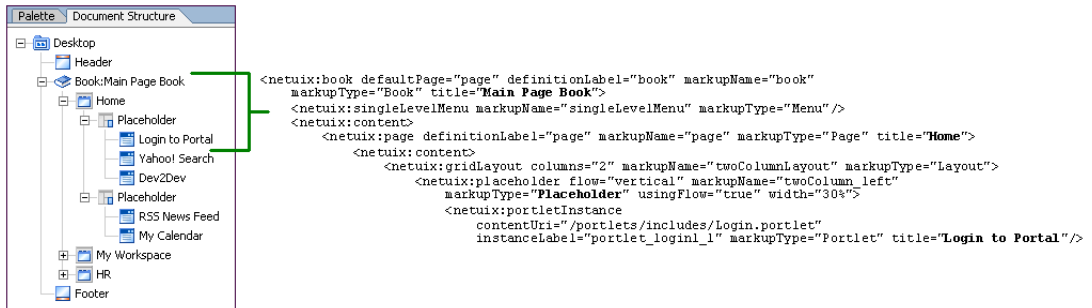 Palette
Document Structure
Desktop
Header
Book:Main Page Book
Home
Placeholder
Login to Portal
Yahoo! Search
Dev2Dev
Placeholder
RSS News Feed
My Calendar
My Workspace
HR
Footer
<netuix:book defaultPage="page" definitionLabel="book" markupName="book"
markupType="Book" title="Main Page Book">
<netuix:singleLevelMenu markupName="singleLevelMenu" markupType="Menu"/>
<netuix:content>
<netuix:page definitionLabel="page" markupName="page" markupType="Page" title="Home">
<netuix:content>
<netuix:gridLayout columns="2" markupName="twoColumnLayout" markupType="Layout">
<netuix:placeholder flow="vertical" markupName="twoColumn_left"
markupType="Placeholder" usingFlow="true" width="30%">
<netuix:portletInstance
contentUri="/portlets/includes/Login.portlet"
instanceLabel="portlet_login1_1" markupType="Portlet" title="Login to Portal"/>